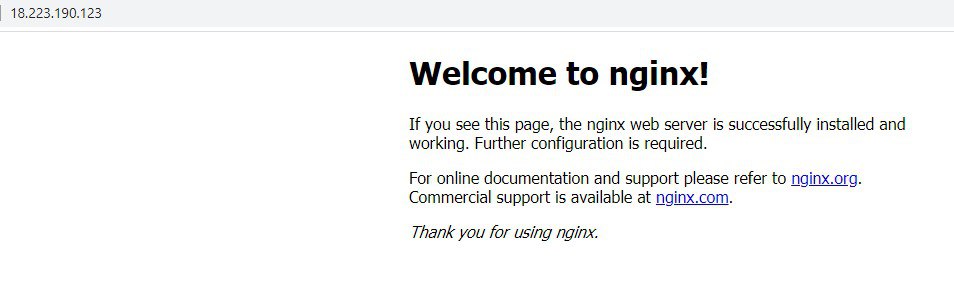 18.223.190.123
Welcome to nginx!
If you see this page, the nginx web server is successfully installed and
working. Further configuration is required.
For online documentation and support please refer to nginx.org.
Commercial support is available at nginx.com.
Thank you for using nginx.